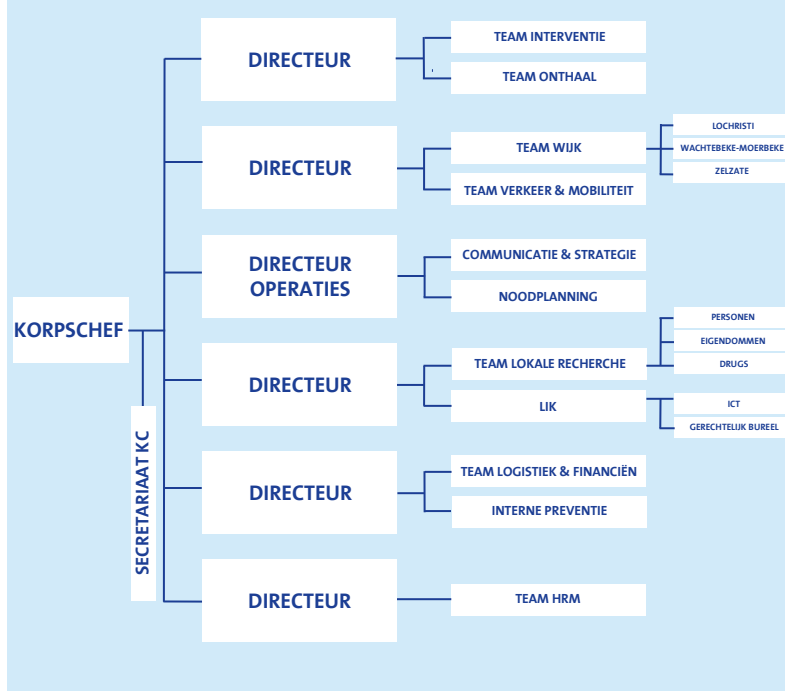 KORPSCHEF
SECRETARIAAT KC
DIRECTEUR
TEAM INTERVENTIE
TEAM ONTHAAL
DIRECTEUR
TEAM WIJK
LOCHRISTI
WACHTEBEKE-MOERBEKE
ZELZATE
TEAM VERKEER & MOBILITEIT
DIRECTEUR
OPERATIES
COMMUNICATIE & STRATEGIE
NOODPLANNING
DIRECTEUR
TEAM LOKALE RECHERCHE
PERSONEN
EIGENDOMMEN
DRUGS
LIK
ICT
GERECHTELIJK BUREEL
DIRECTEUR
TEAM LOGISTIEK & FINANCIËN
INTERNE PREVENTIE
DIRECTEUR
TEAM HRM